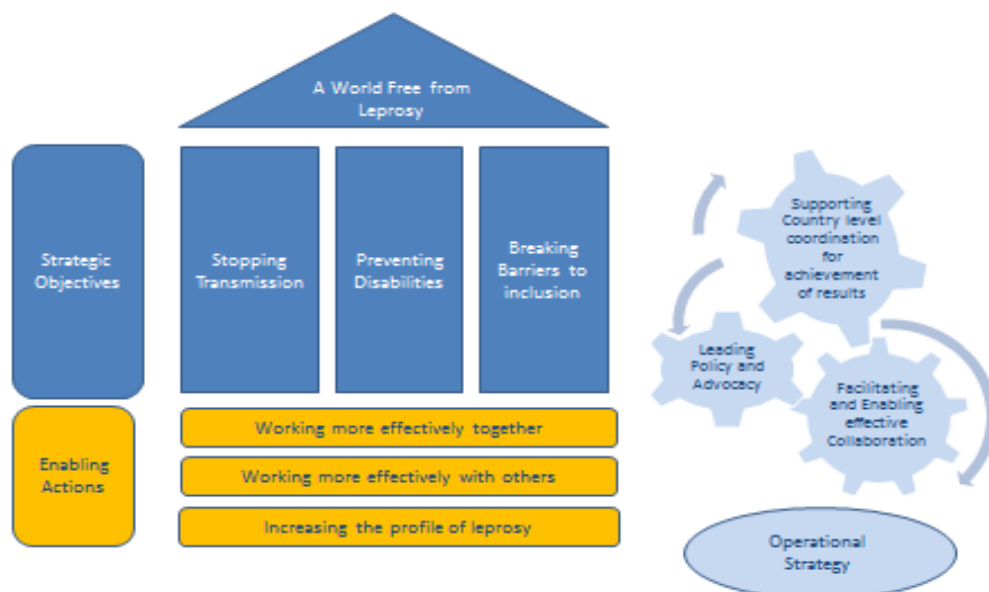 A World Free from
Leprosy
Strategic
Objectives
Stopping
Transmission
Preventing
Disabilities
Breaking
Barriers to
inclusion
Enabling
Actions
Working more effectively together
Working more effectively with others
Increasing the profile of leprosy
Supporting
Country level
coordination
for
achievement
of results
Leading
Policy and
Advocacy
Facilitating
and Enabling
effective
Collaboration
Operational
Strategy